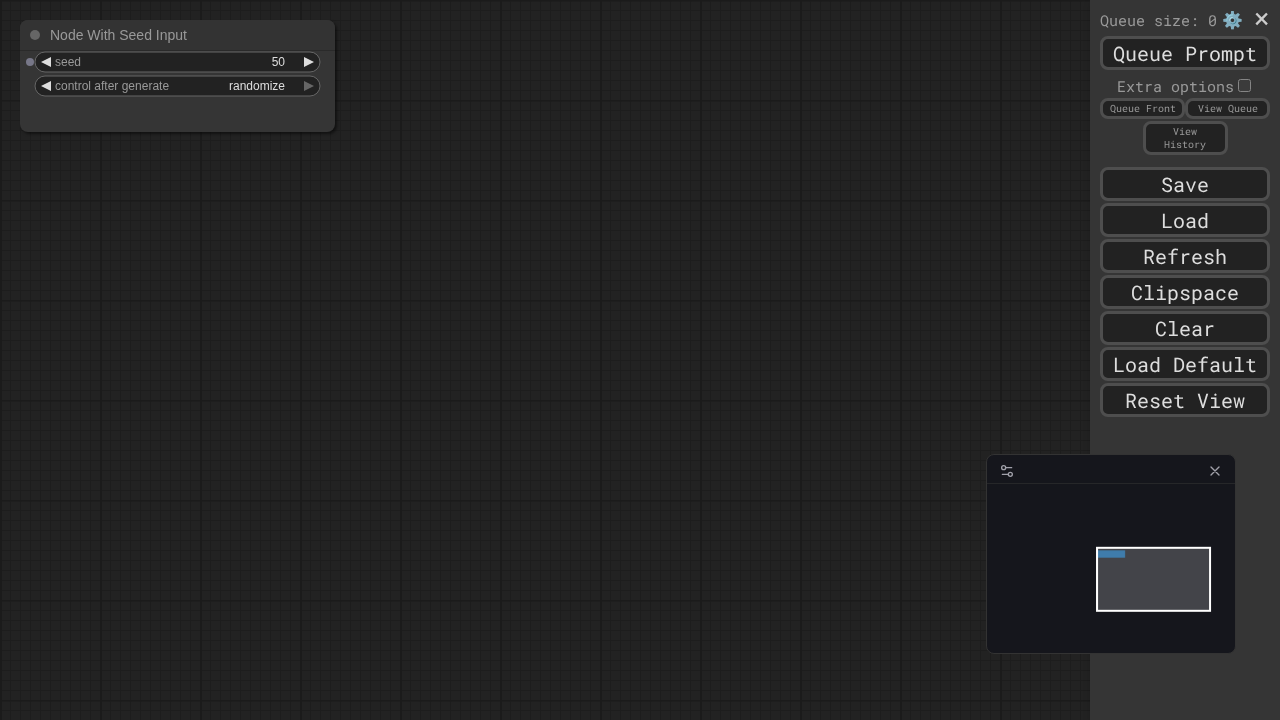 Node With Seed Input
seed 50
control after generate randomize
Queue size: 0
Queue Prompt
Extra options
Queue Front View Queue
View
History
Save
Load
Refresh
Clipspace
Clear
Load Default
Reset View